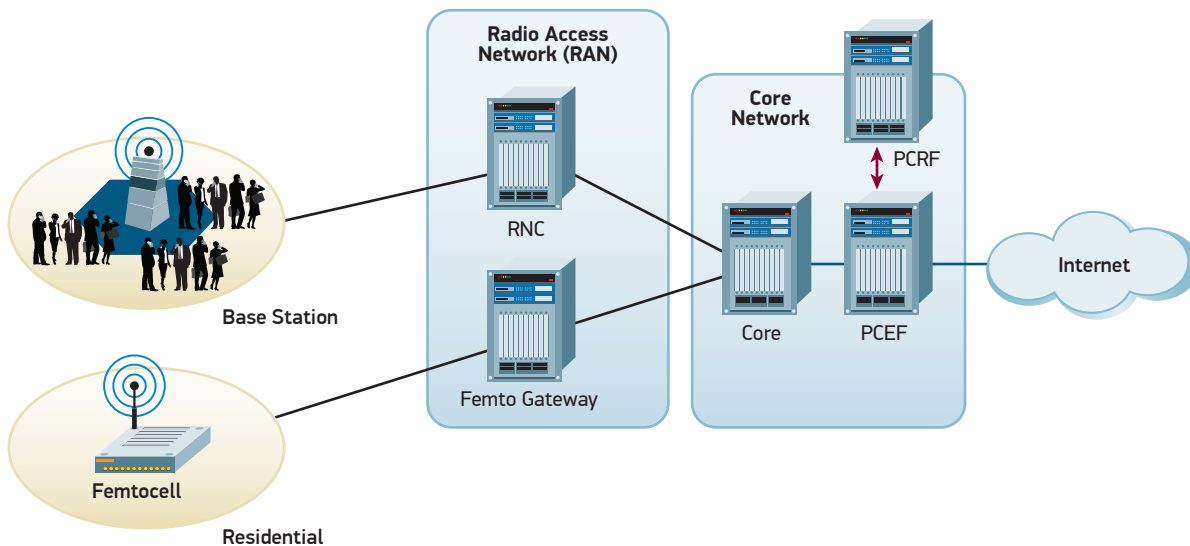 Radio Access
Network (RAN)
Core
Network
PCRF
RNC
Internet
Base Station
Core
PCEF
Femto Gateway
Femtocell
Residential